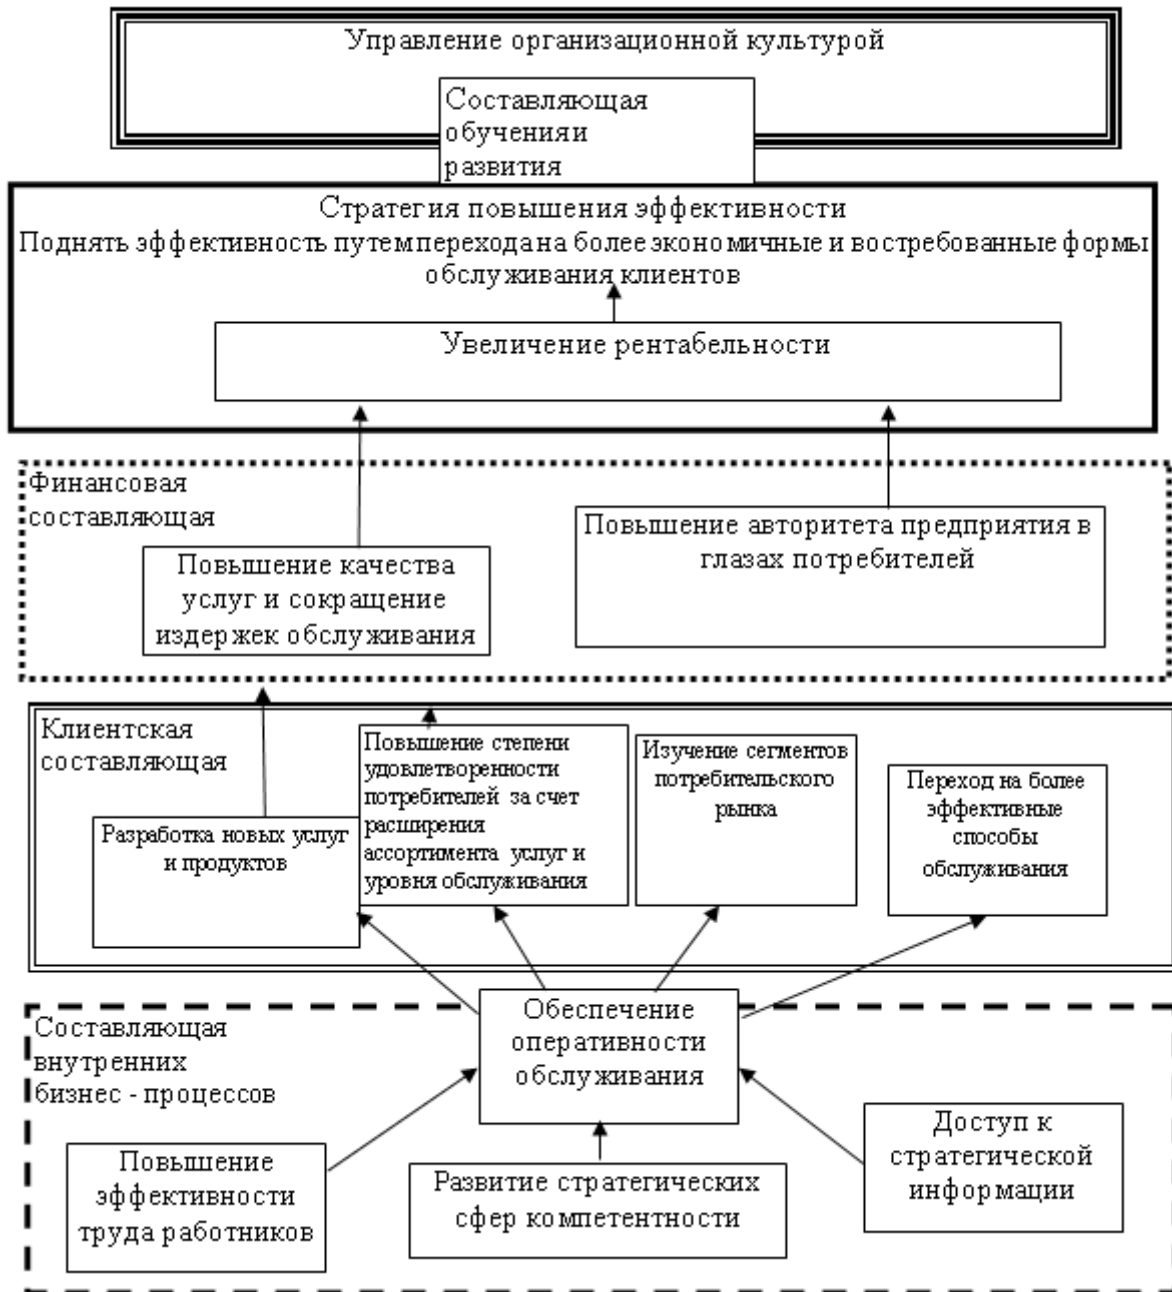 Управление организационной культурой
Составляющая
обученияи
развития
Стратегия повышения эффективности
Поднять эффективность путем перехода на более экономичные и востребованные формы
обслуживания клиентов
Увеличение рентабельности
Финансовая
составляющая
Повышение качества
услуг и сокращение
издержек обслуживания
Повышение авторитета предприятия в
глазах потребителей
Клиентская
составляющая
Разработка новых услуг
и продуктов
Повышение степени
удовлетворенности
потребителей за счет
расширения
ассортимента услуг и
уровня обслуживания
Изучение сегментов
потребительского
рынка
Переход на более
эффективные
способы
обслуживания
Обеспечение
оперативности
обслуживания
Составляющая
внутренних
бизнес - процессов
Повышение
эффективности
труда работников
Развитие стратегических
сфер компетентности
Доступ к
стратегической
информации